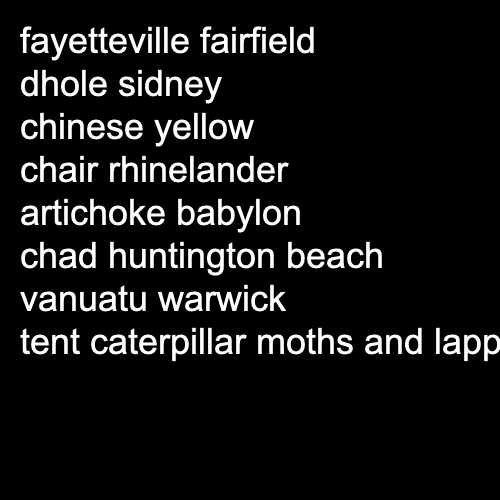 fayetteville fairfield
dhole sidney
chinese yellow
chair rhinelander
artichoke babylon
chad huntington beach
vanuatu warwick
tent caterpillar moths and lapp